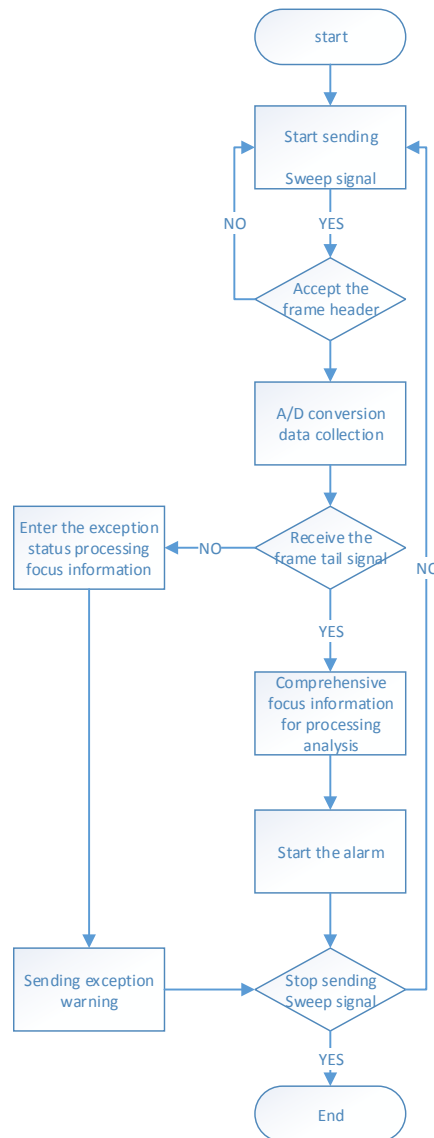 start
Start sending
Sweep signal
NO
YES
Accept the
frame header
A/D conversion
data collection
Enter the exception
status processing
focus information
NO
Receive the
frame tail signal
NO
YES
Comprehensive
focus information
for processing
analysis
Start the alarm
Sending exception
warning
Stop sending
Sweep signal
YES
End